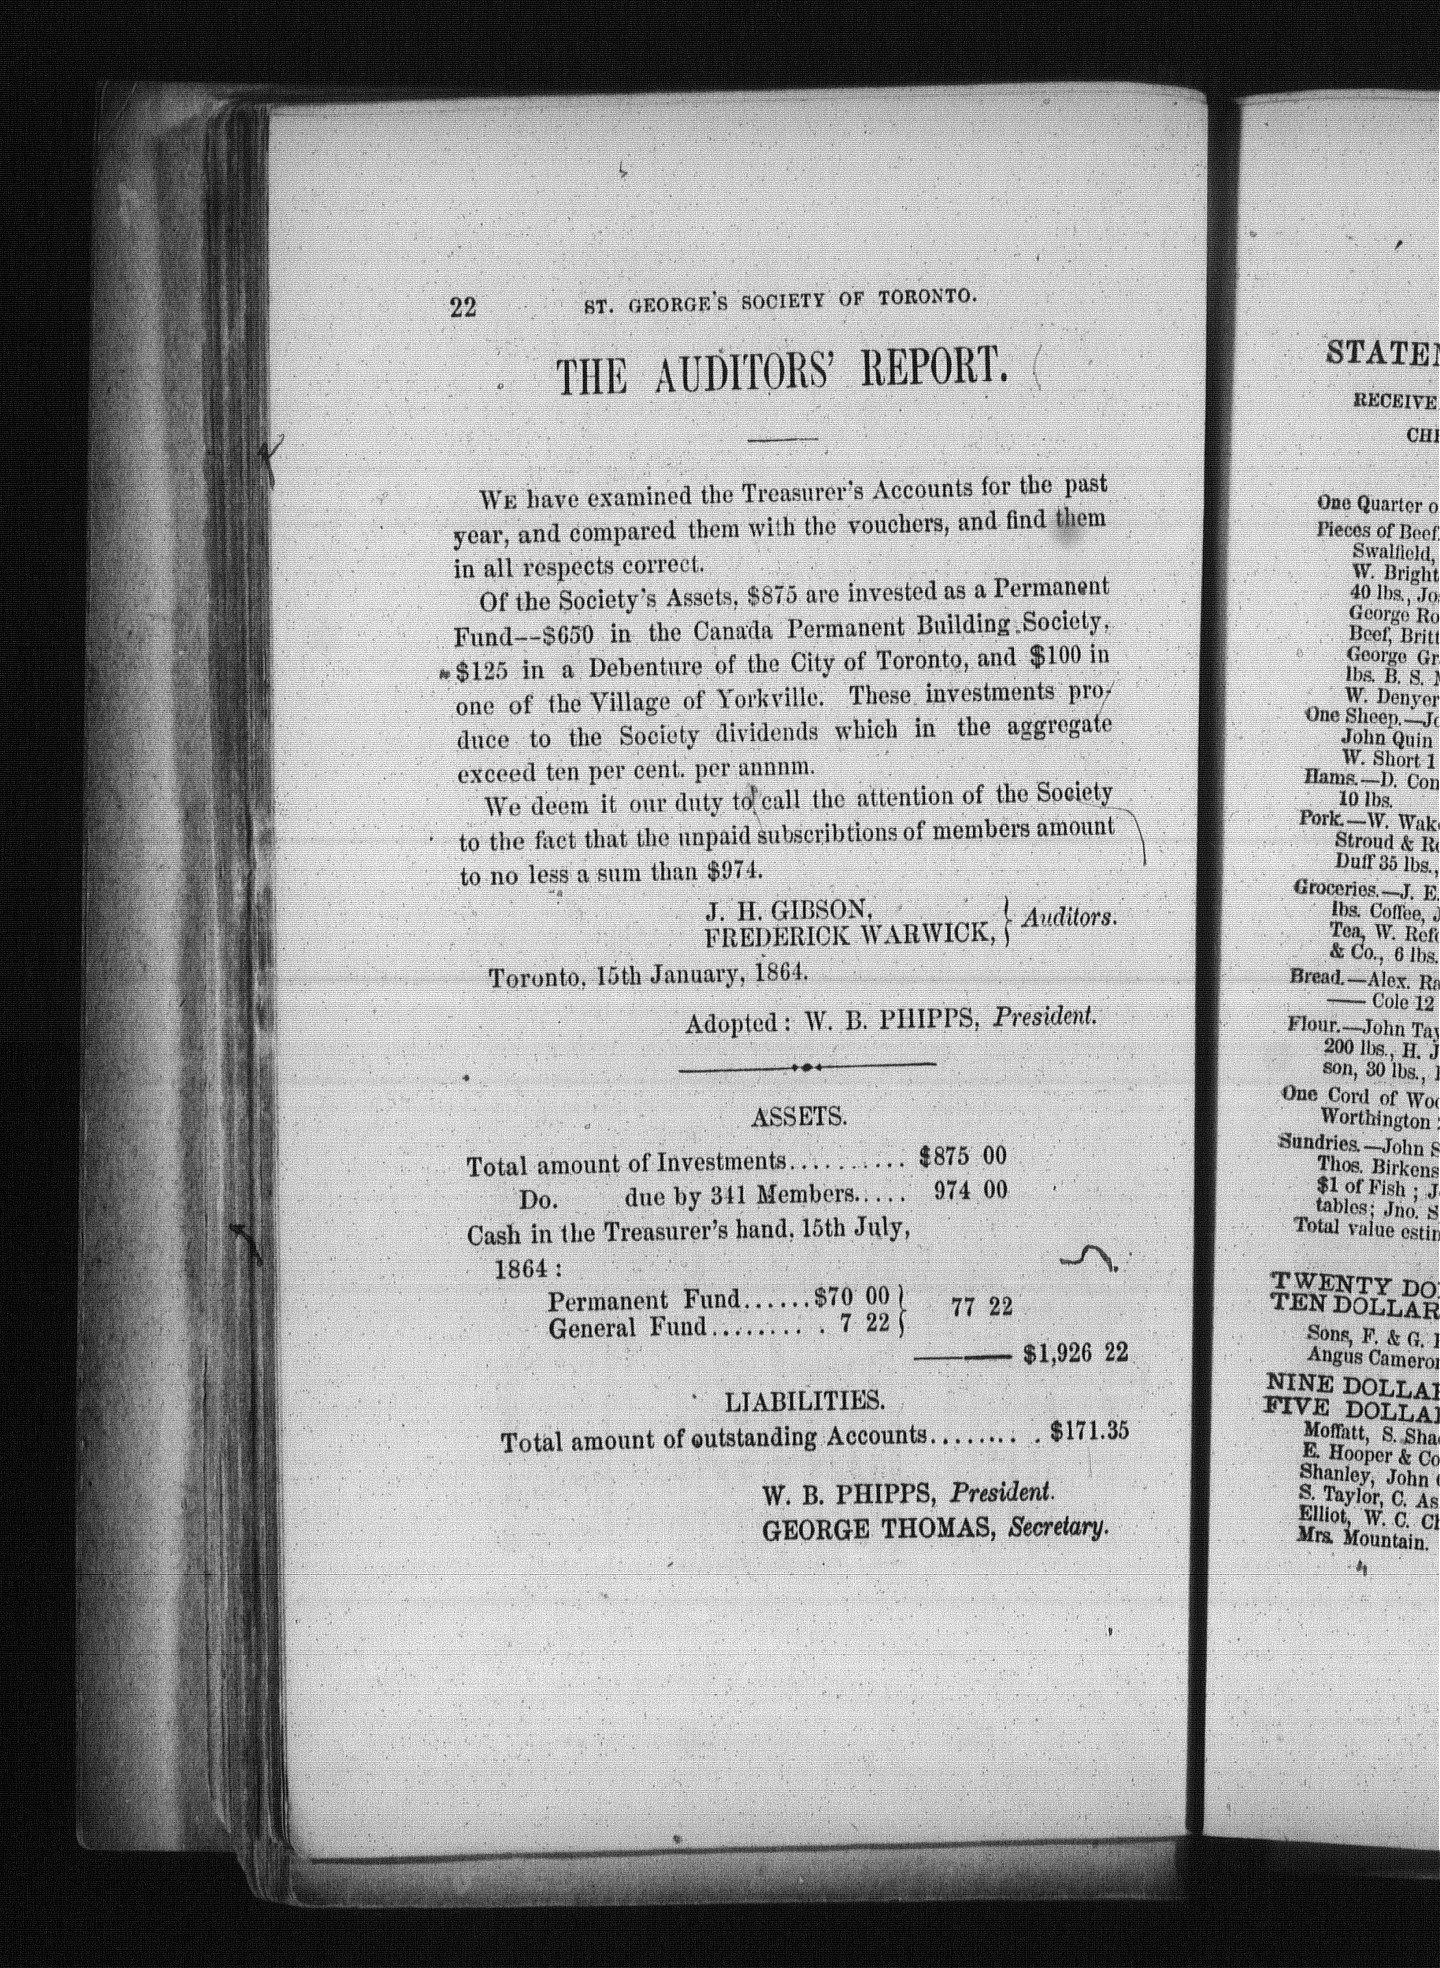 22 ST. GEORGE'S SOCIETY OF TORONTO.
THE AUDITORS' REPORT.
WE have examined the Treasurer's Accounts for the past
year, and compared them with the vouchers, and find them
in all respects correct.
Of the Society's Assets, $875 are invested as a Permanent
Fund--$650 in the Canada Permanent Building Society,
$125 in a Debenture of the City of Toronto, and $100 in
one of the Village of Yorkville. These investments pro-
duce to the Society dividends which in the aggregate
exceed ten per cent. per annnm.
We deem it our duty to call the attention of the Society
to the fact that the unpaid subscribtions of members amount
to no less a sum than $974.
J. H. GIBSON,
FREDERICK WARWICK, } Auditors.
Toronto, 15th January, 1864.
Adopted: W. B. PHIPPS, President.
ASSETS.
Total amount of Investments.......... $875 00
Do. due by 341 Members..... 974 00
Cash in the Treasurer's hand, 15th July,
1864:
Permanent Fund......$70 00 }
General Fund......... . 7 22 } 77 22
$1,926 22
LIABILITIES.
Total amount of outstanding Accounts........ . $171.35
W. B. PHIPPS, President.
GEORGE THOMAS, Secretary.
STATE
RECEIVE
CH
One Quarter o
Pieces of Beef.
Swalfield,
W. Bright
40 lbs., Jo
George Ro
Beef, Britt
George Gr
lbs. B. S.
W. Denyer
One Sheep.—Jo
John Quin
W. Short 1
Hams.—D. Con
10 lbs.
Pork.—W. Wak
Stroud & Ro
Duff 35 lbs.,
Groceries.—J. E.
lbs. Coffee, J
Tea, W. Refo
& Co., 6 lbs.
Bread.—Alex. Ra
—— Cole 12
Flour.—John Tay
200 lbs., H. J
son, 30 lbs.,
One Cord of Woo
Worthington
Sundries.—John S
Thos. Birkens
$1 of Fish; J
tables; Jno. S
Total value estin
TWENTY DO
TEN DOLLAR
Sons, F. & G.
Angus Cameron
NINE DOLLA
FIVE DOLLA
Moffatt, S. Sha
E. Hooper & Co
Shanley, John
S. Taylor, C. As
Elliot, W. C. Ch
Mrs. Mountain.